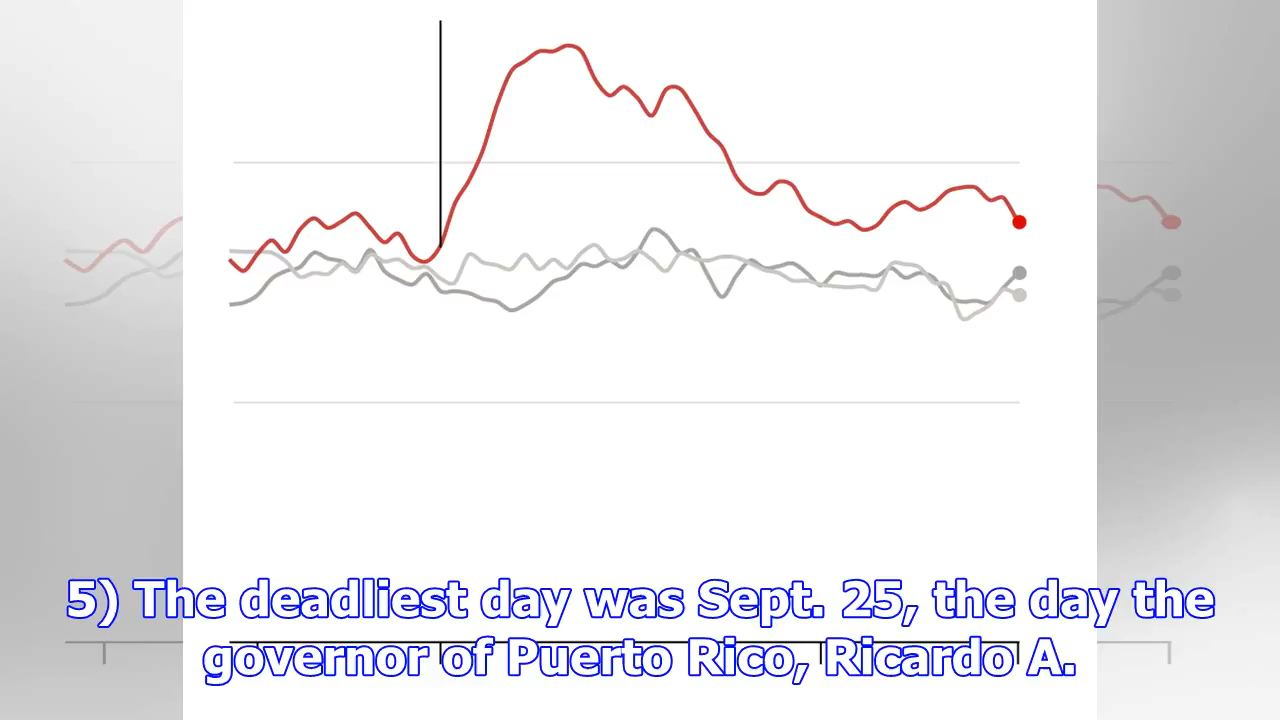 5) The deadliest day was Sept. 25, the day the
governor of Puerto Rico, Ricardo A.